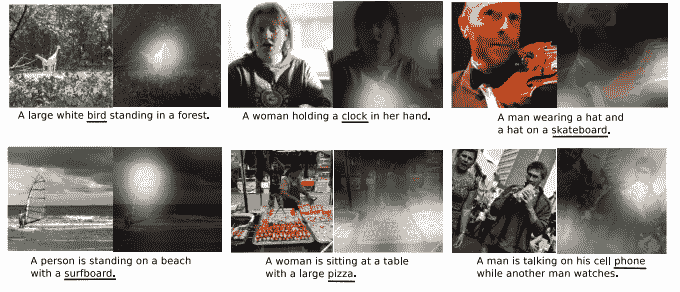 A large white bird standing in a forest.
A woman holding a clock in her hand.
A man wearing a hat and
a hat on a skateboard.
A person is standing on a beach
with a surfboard.
A woman is sitting at a table
with a large pizza.
A man is talking on his cell phone
while another man watches.